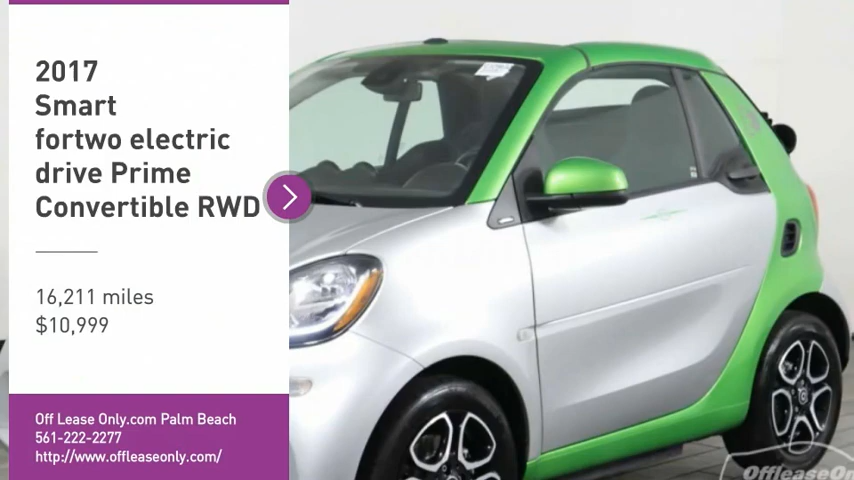 2017
Smart
fortwo electric
drive Prime
Convertible RWD
16,211 miles
$10,999
Off Lease Only.com Palm Beach
561-222-2277
http://www.offleaseonly.com/
OffleaseOn